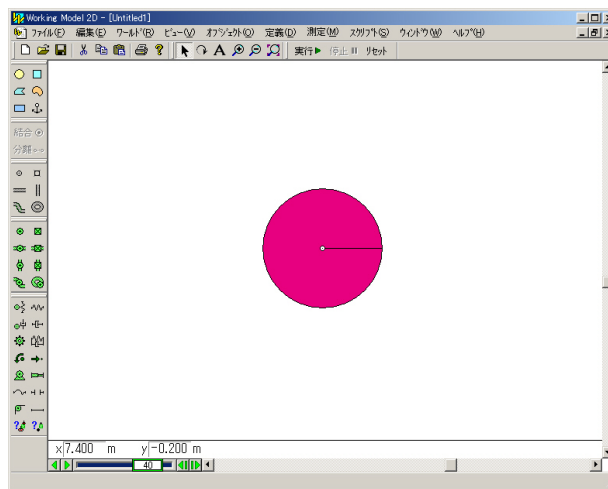 Working Model 2D - [Untitled1]
ファイル(F) 編集(E) ワールド(R) ビュー(V) オブジェクト(O) 定義(D) 測定(M) スクリプト(S) ウィンドウ(W) ヘルプ(H)
A 実行 停止 II リセット
結合
分離
x 7.400 m y -0.200 m
40